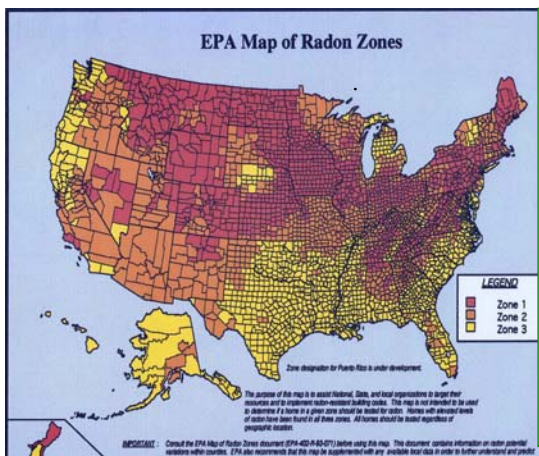 EPA Map of Radon Zones
LEGEND
Zone 1
Zone 2
Zone 3
Zone designation for Puerto Rico is under development.
The purpose of this map is to assist National, State, and local organizations to target their
resources and to implement radon-resistant building codes. This map is not intended to be used
to determine if a home in a given zone should be tested for radon. Homes with elevated levels
of radon have been found in all three zones. All homes should be tested regardless of
geographic location.
IMPORTANT: Consult the EPA Map of Radon Zones document (EPA-402-R-93-071) before using this map. This document contains information on radon potential
variations within counties. EPA also recommends that this map be supplemented with any available local data in order to further understand and predict